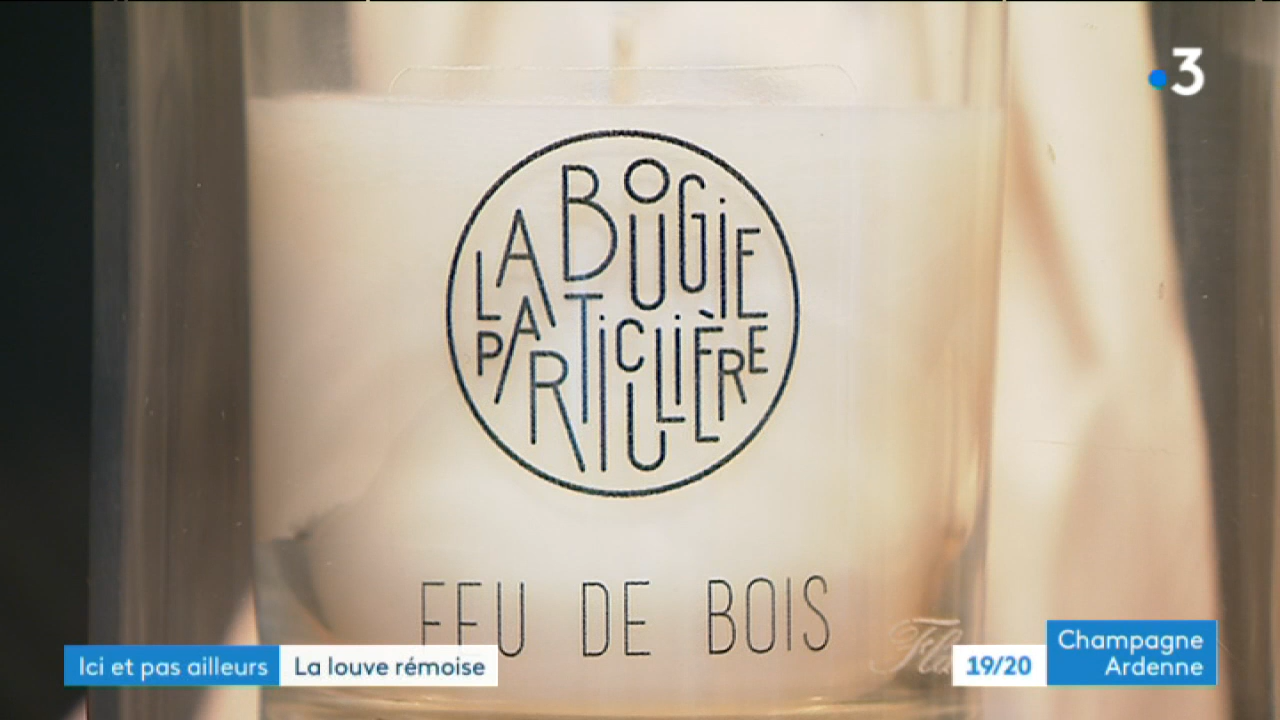 3
LA BOUGIE
PARTICULIÈRE
FEU DE BOIS
Ici et pas ailleurs
La louve rémoise
19/20
Champagne
Ardenne